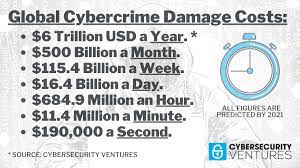 Global Cybercrime Damage Costs:
• $6 Trillion USD a Year. *
• $500 Billion a Month.
• $115.4 Billion a Week.
• $16.4 Billion a Day.
• $684.9 Million an Hour.
• $11.4 Million a Minute.
• $190,000 a Second.
ALL FIGURES ARE
PREDICTED BY 2021
* SOURCE: CYBERSECURITY VENTURES
CYBERSECURITY
VENTURES